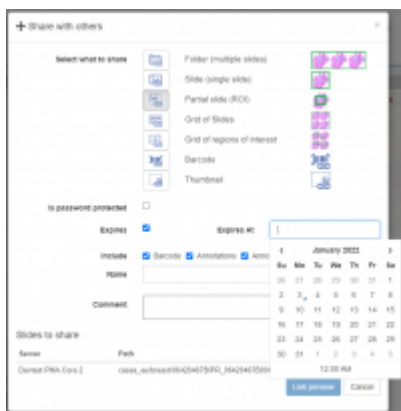 + Share with others
×
Select what to share
Folder (multiple slides)
Slide (single slide)
Partial slide (ROI)
Grid of Slides
Grid of regions of interest
Barcode
Thumbnail
Is password protected
Expires
Expires At
Include
Barcode
Annotations
Name
Comment
‹ January 2022 ›
Su Mo Tu We Th Fr Sa
26 27 28 29 30 31 1
2 3 4 5 6 7 8
9 10 11 12 13 14 15
16 17 18 19 20 21 22
23 24 25 26 27 28 29
30 31 1 2 3 4 5
12:35 AM
Slides to share
Server Path
Link preview
Cancel